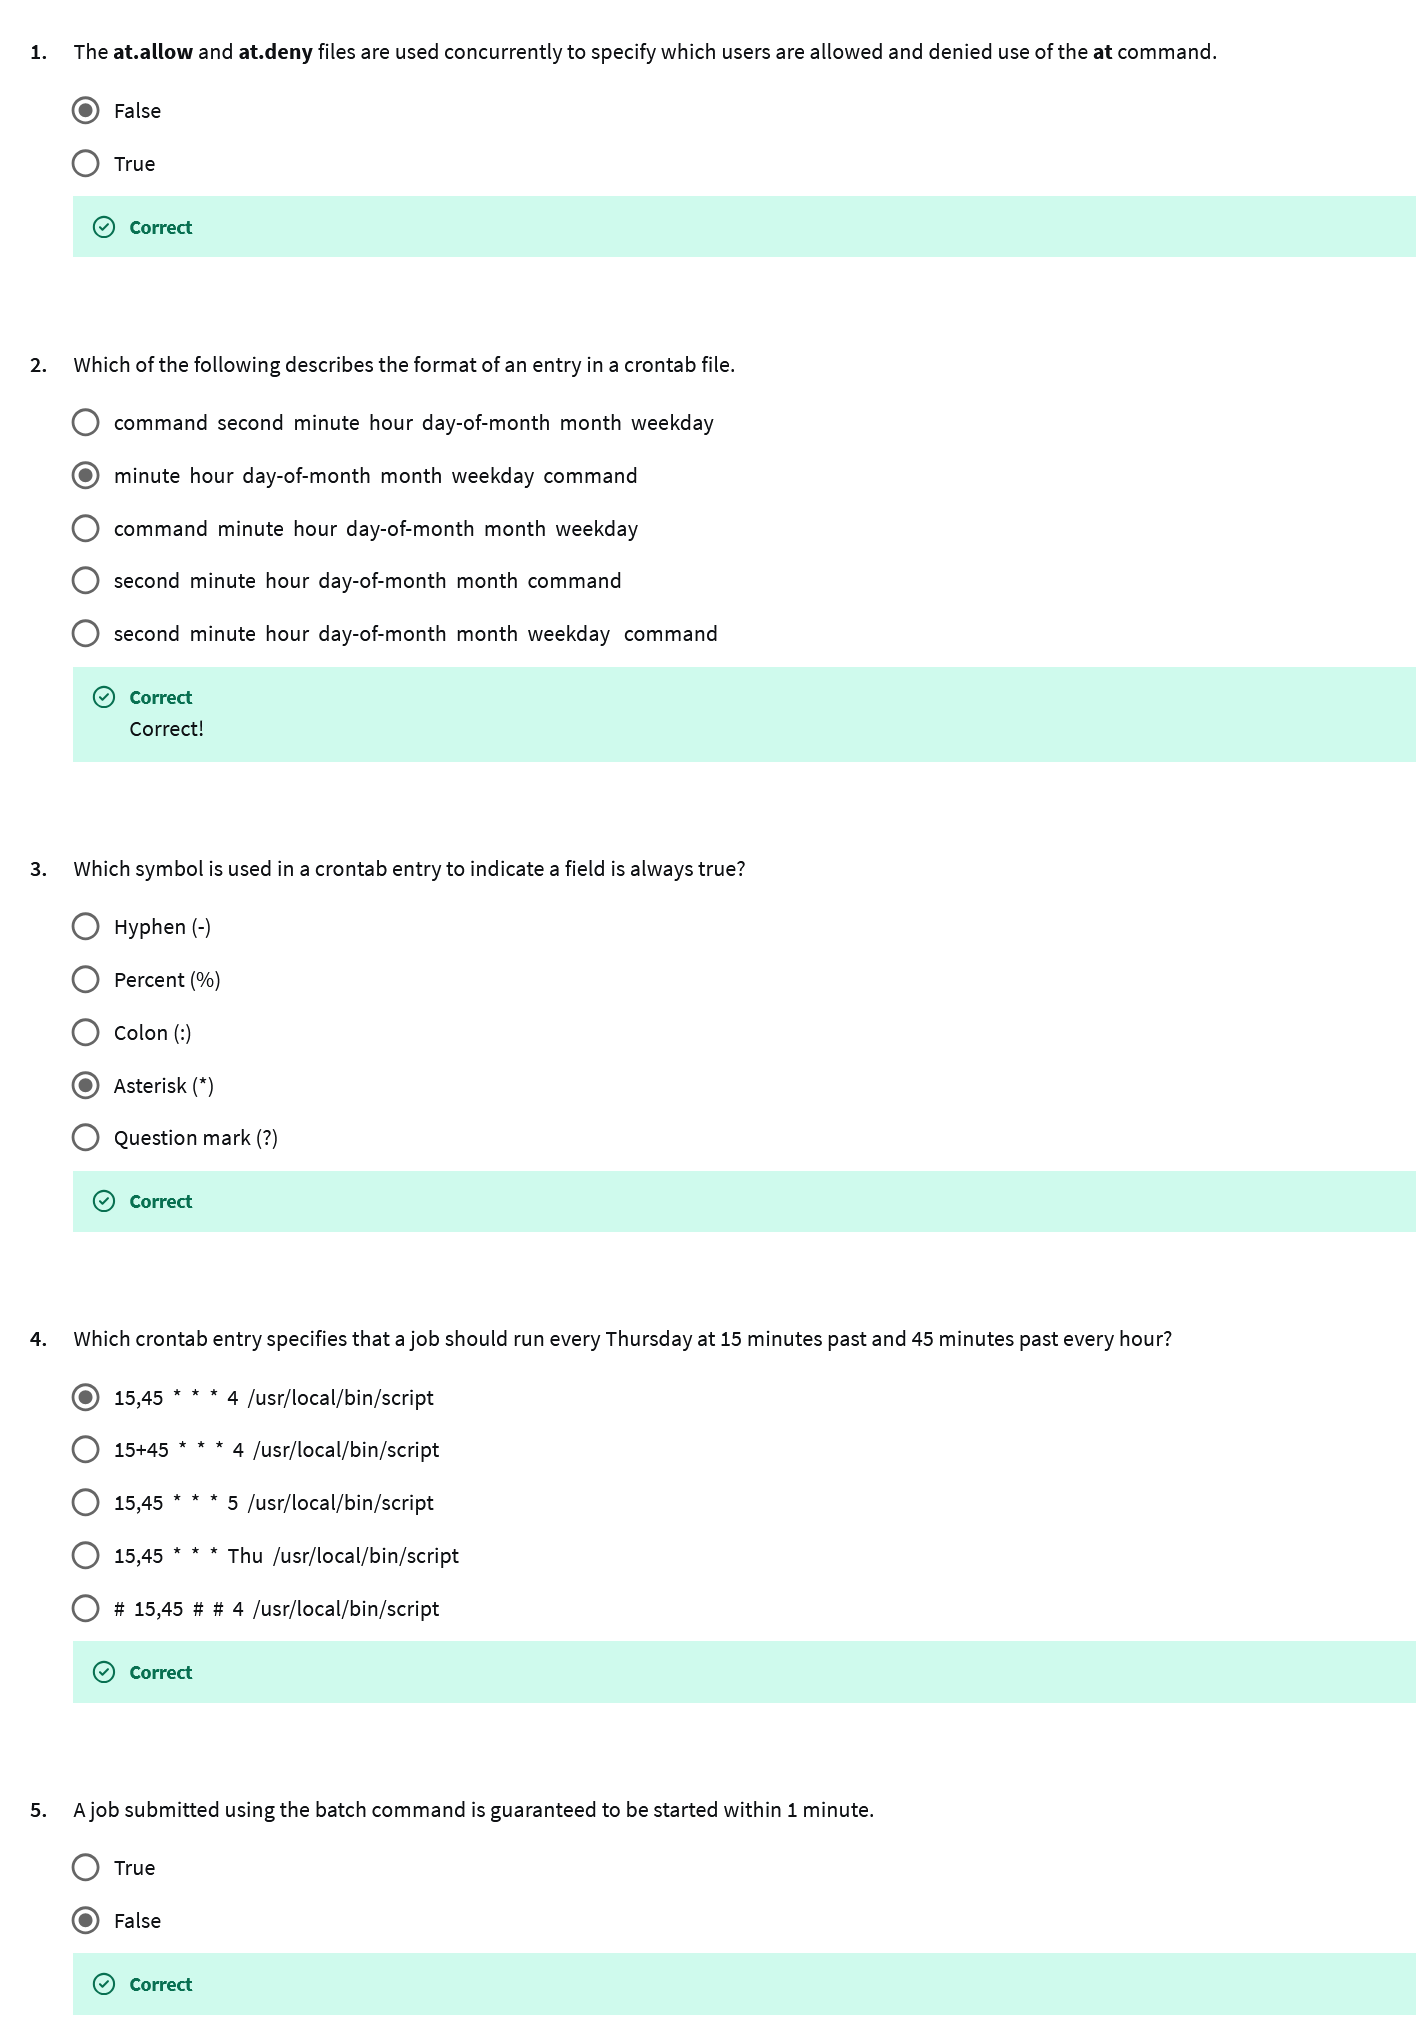 1. The at.allow and at.deny files are used concurrently to specify which users are allowed and denied use of the at command.
False
True
Correct
2. Which of the following describes the format of an entry in a crontab file.
command second minute hour day-of-month month weekday
minute hour day-of-month month weekday command
command minute hour day-of-month month weekday
second minute hour day-of-month month command
second minute hour day-of-month month weekday command
Correct
Correct!
3. Which symbol is used in a crontab entry to indicate a field is always true?
Hyphen (-)
Percent (%)
Colon (:)
Asterisk (*)
Question mark (?)
Correct
4. Which crontab entry specifies that a job should run every Thursday at 15 minutes past and 45 minutes past every hour?
15,45 * * * 4 /usr/local/bin/script
15+45 * * * 4 /usr/local/bin/script
15,45 * * * 5 /usr/local/bin/script
15,45 * * * Thu /usr/local/bin/script
# 15,45 # # 4 /usr/local/bin/script
Correct
5. A job submitted using the batch command is guaranteed to be started within 1 minute.
True
False
Correct